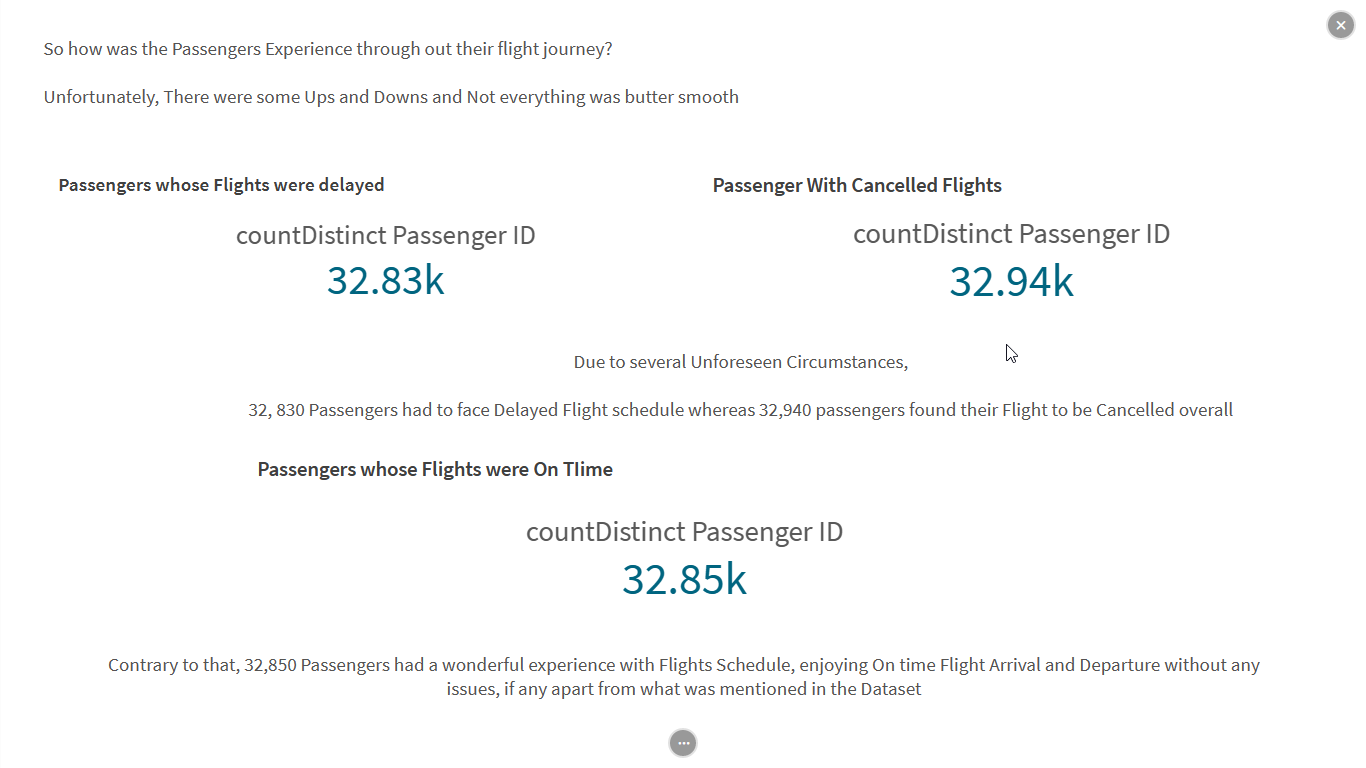 So how was the Passengers Experience through out their flight journey?
Unfortunately, There were some Ups and Downs and Not everything was butter smooth
Passengers whose Flights were delayed
countDistinct Passenger ID
32.83k
Passenger With Cancelled Flights
countDistinct Passenger ID
32.94k
Due to several Unforeseen Circumstances,
32, 830 Passengers had to face Delayed Flight schedule whereas 32,940 passengers found their Flight to be Cancelled overall
Passengers whose Flights were On TIime
countDistinct Passenger ID
32.85k
Contrary to that, 32,850 Passengers had a wonderful experience with Flights Schedule, enjoying On time Flight Arrival and Departure without any
issues, if any apart from what was mentioned in the Dataset